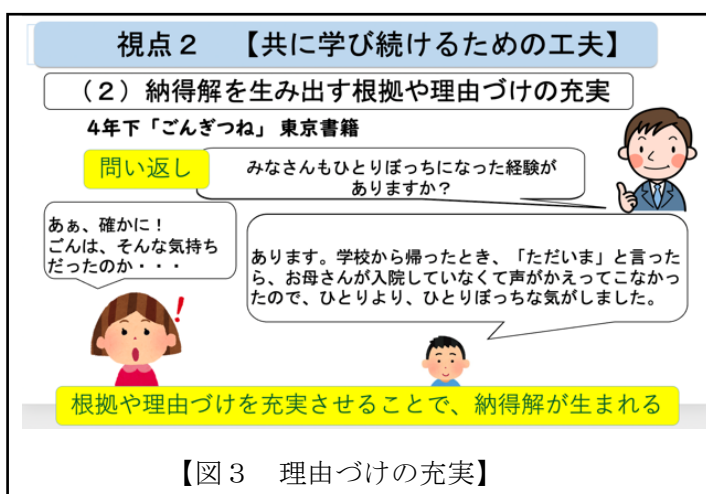 視点２　【共に学び続けるための工夫】
（２）納得解を生み出す根拠や理由づけの充実
4年下「ごんぎつね」 東京書籍
問い返し
みなさんもひとりぼっちになった経験が
ありますか？
あぁ、確かに！
ごんは、そんな気持ち
だったのか・・・
あります。学校から帰ったとき、「ただいま」と言った
ら、お母さんが入院していなくて声がかえってこなかっ
たので、ひとりより、ひとりぼっちな気がしました。
根拠や理由づけを充実させることで、納得解が生まれる
【図３　理由づけの充実】